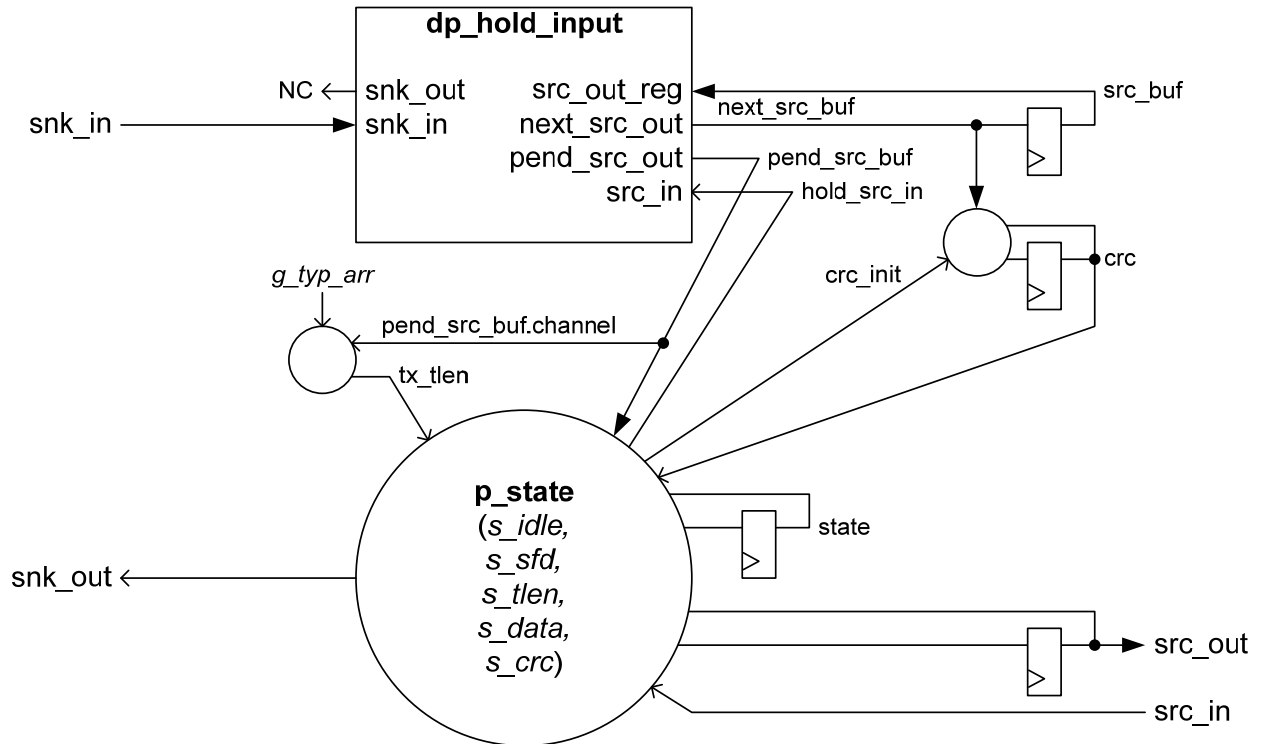 dp_hold_input
NC
snk_out
src_out_reg
src_buf
next_src_buf
snk_in
snk_in
next_src_out
pend_src_out
pend_src_buf
src_in
hold_src_in
crc_init
crc
g_typ_arr
pend_src_buf.channel
tx_tlen
p_state
(s_idle,
s_sfd,
s_tlen,
s_data,
s_crc)
state
snk_out
src_out
src_in